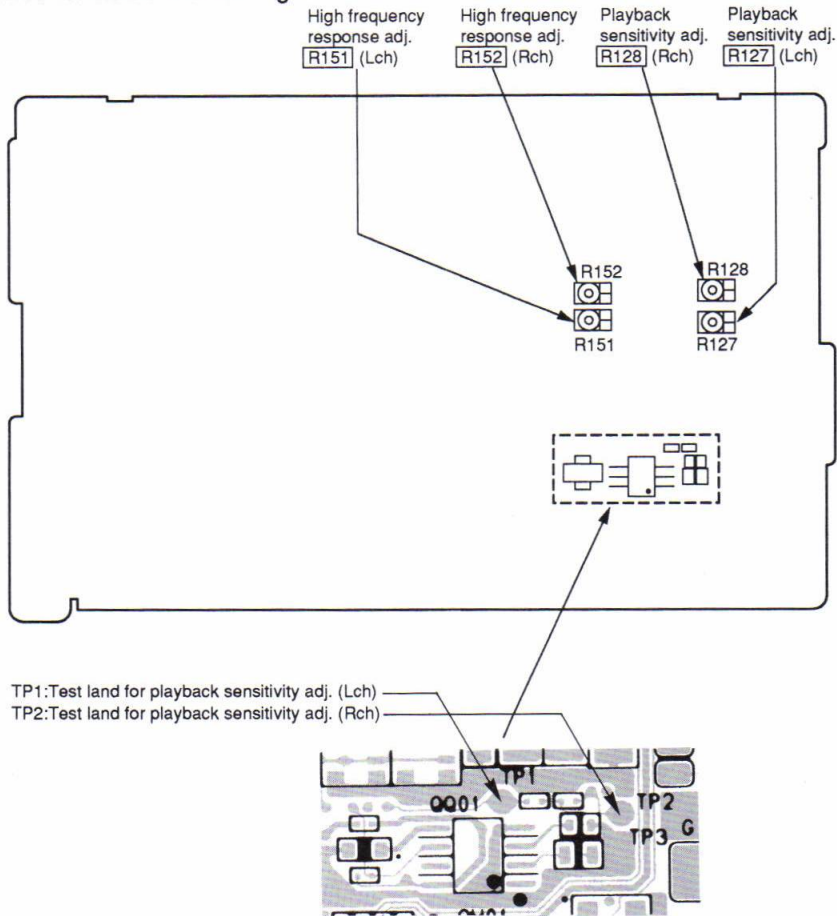 High frequency
response adj.
R151 (Lch)
High frequency
response adj.
R152 (Rch)
Playback
sensitivity adj.
R128 (Rch)
Playback
sensitivity adj.
R127 (Lch)
R152
R128
R151
R127
TP1:Test land for playback sensitivity adj. (Lch)
TP2:Test land for playback sensitivity adj. (Rch)
TP1
QQ01
TP2
TP3 G